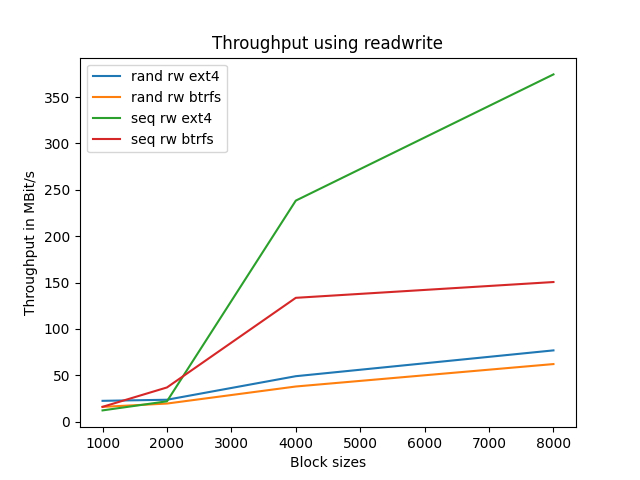 Throughput using readwrite
rand rw ext4
rand rw btrfs
seq rw ext4
seq rw btrfs
Throughput in MBit/s
350
300
250
200
150
100
50
0
1000 2000 3000 4000 5000 6000 7000 8000
Block sizes